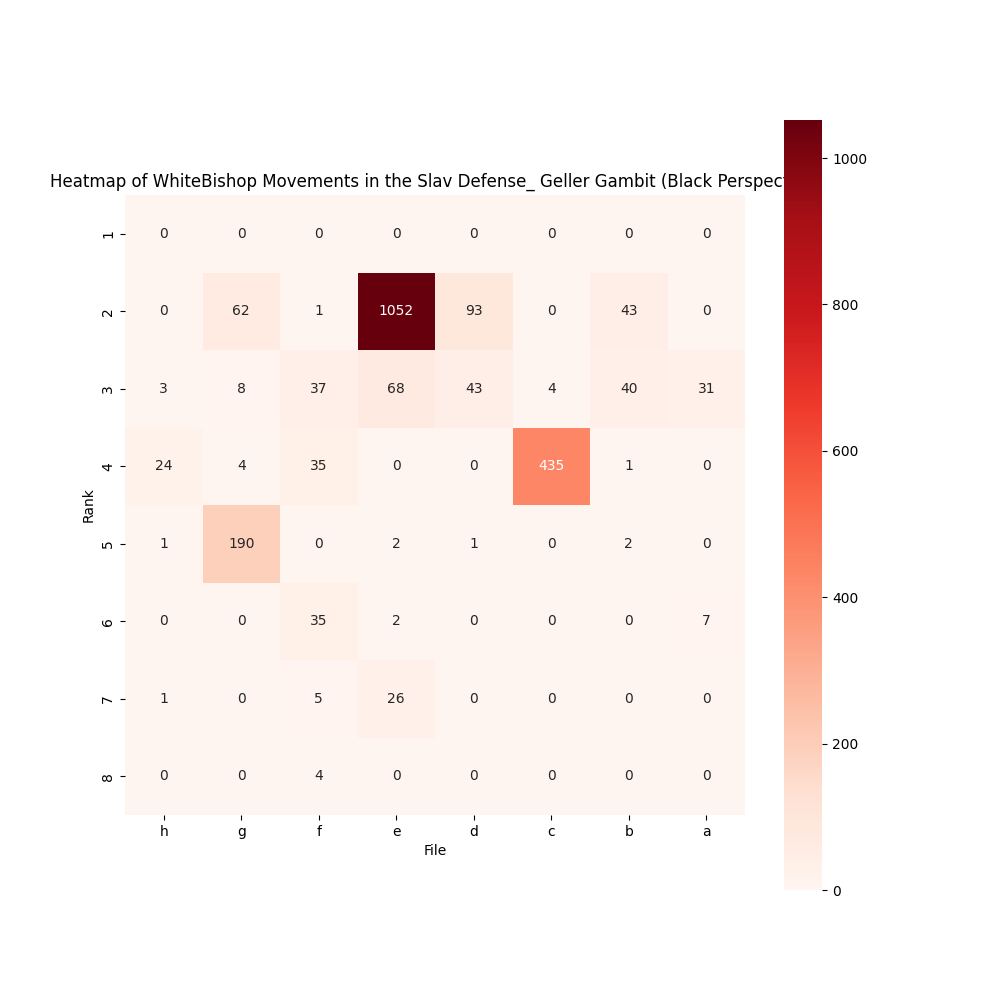 1000
Heatmap of WhiteBishop Movements in the Slav Defense_ Geller Gambit (Black Perspect
1 0 0 0 0 0 0 0 0
800
2 0 62 1 1052 93 0 43 0
3 3 8 37 68 43 4 40 31
600
4 24 4 35 0 0 435 1 0
Rank
5 1 190 0 2 1 0 2 0
400
6 0 0 35 2 0 0 0 7
7 1 0 5 26 0 0 0 0
200
8 0 0 4 0 0 0 0 0
h g f e d c b a
File
0